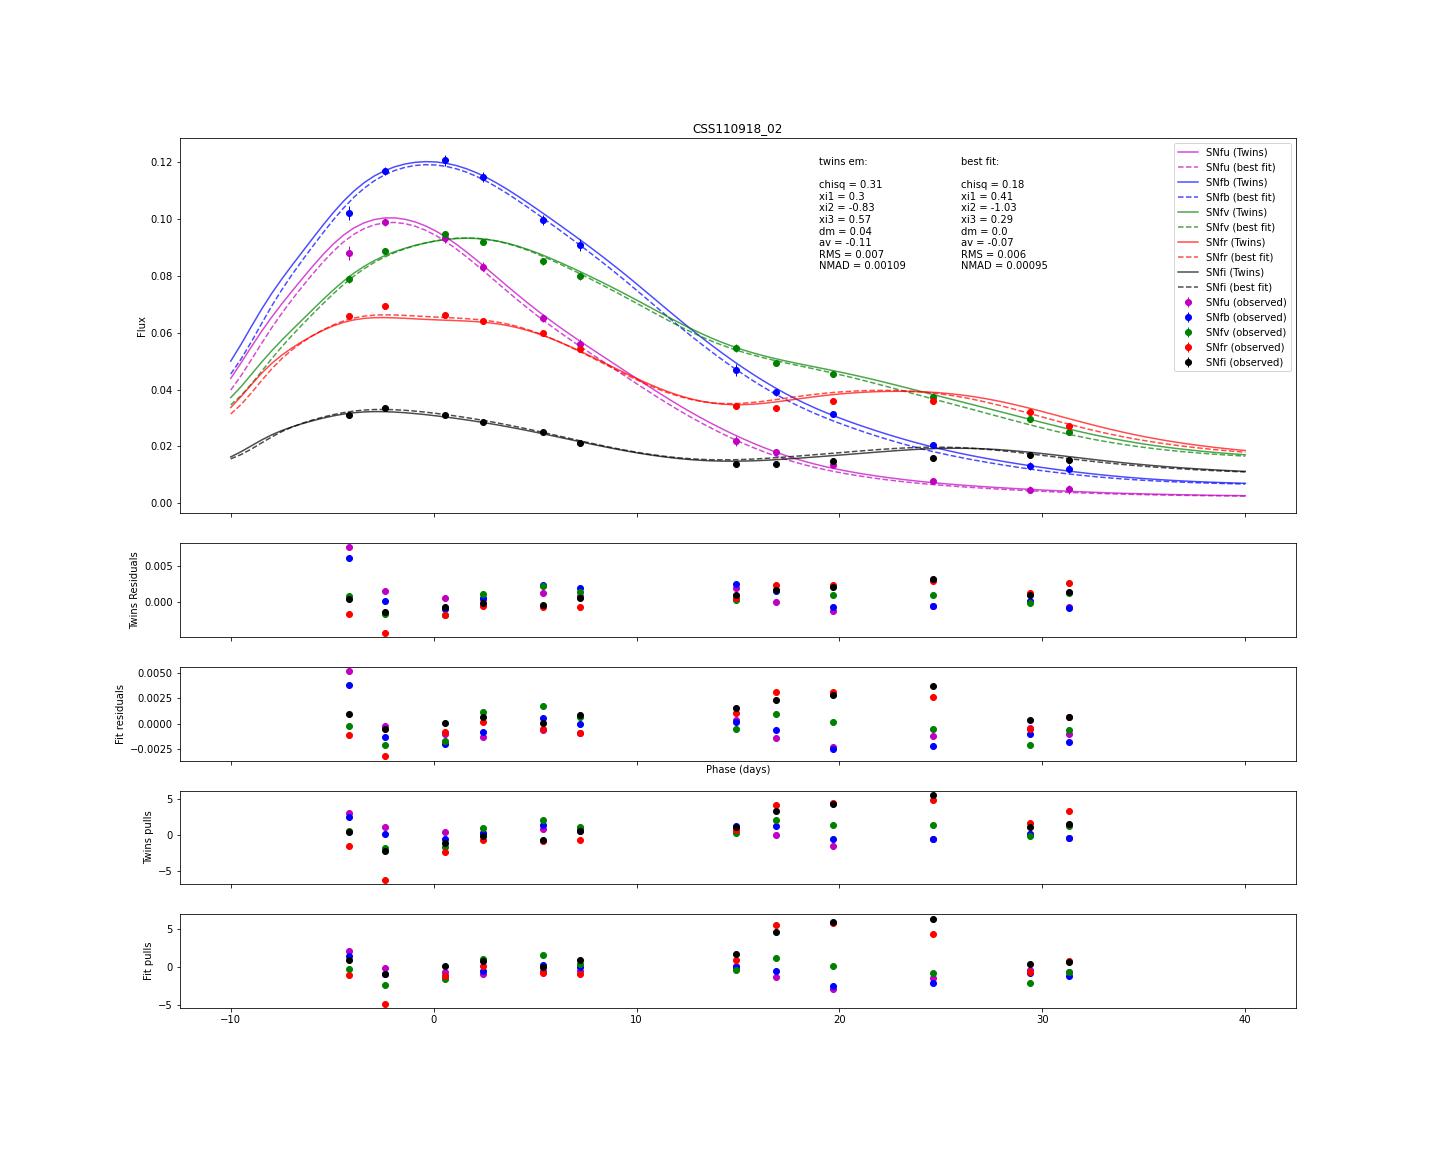 CSS110918_02
Flux
0.12
0.10
0.08
0.06
0.04
0.02
0.00
twins em:
chisq = 0.31
xi1 = 0.3
xi2 = -0.83
xi3 = 0.57
dm = 0.04
av = -0.11
RMS = 0.007
NMAD = 0.00109
best fit:
chisq = 0.18
xi1 = 0.41
xi2 = -1.03
xi3 = 0.29
dm = 0.0
av = -0.07
RMS = 0.006
NMAD = 0.00095
SNfu (Twins)
SNfu (best fit)
SNfb (Twins)
SNfb (best fit)
SNfv (Twins)
SNfv (best fit)
SNfr (Twins)
SNfr (best fit)
SNfi (Twins)
SNfi (best fit)
SNfu (observed)
SNfb (observed)
SNfv (observed)
SNfr (observed)
SNfi (observed)
Twins Residuals
0.005
0.000
Fit residuals
0.0050
0.0025
0.0000
−0.0025
Phase (days)
Twins pulls
5
0
−5
Fit pulls
5
0
−5
−10
0
10
20
30
40